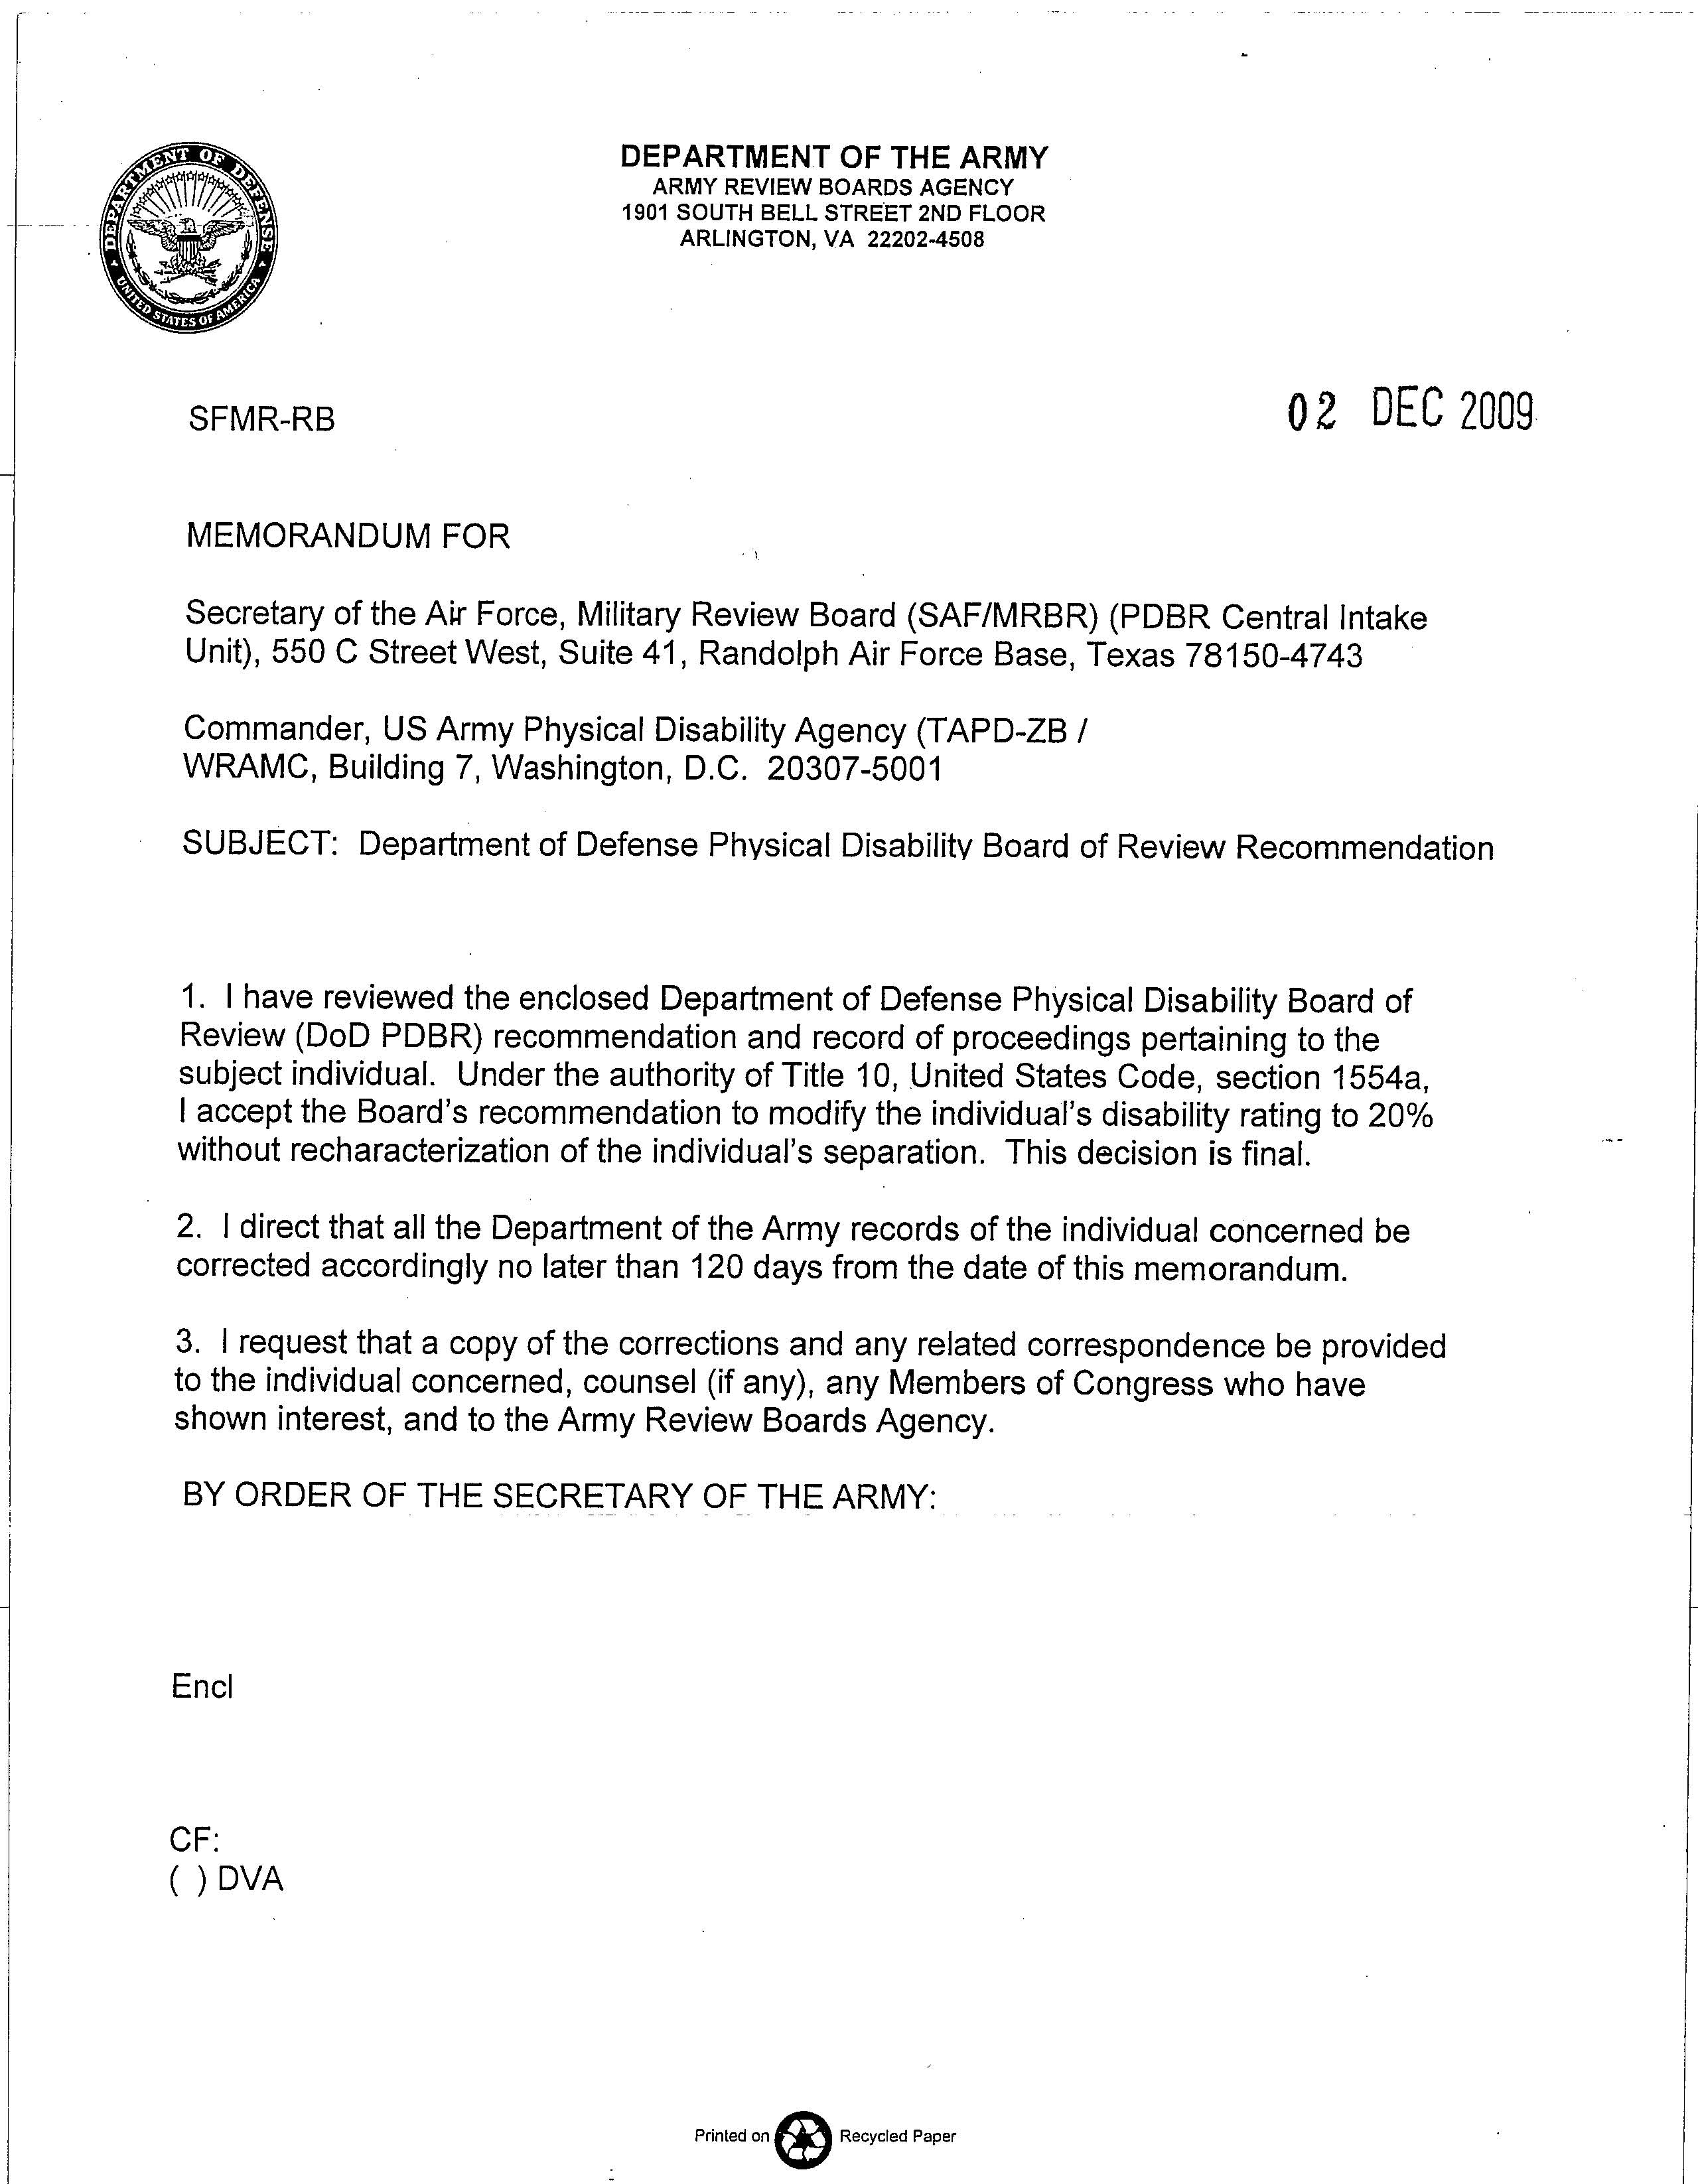 DEPARTMENT OF DEFENSE
UNITED STATES OF AMERICA
DEPARTMENT OF THE ARMY
ARMY REVIEW BOARDS AGENCY
1901 SOUTH BELL STREET 2ND FLOOR
ARLINGTON, VA 22202-4508
SFMR-RB
02 DEC 2009
MEMORANDUM FOR
Secretary of the Air Force, Military Review Board (SAF/MRBR) (PDBR Central Intake
Unit), 550 C Street West, Suite 41, Randolph Air Force Base, Texas 78150-4743
Commander, US Army Physical Disability Agency (TAPD-ZB /
WRAMC, Building 7, Washington, D.C. 20307-5001
SUBJECT: Department of Defense Physical Disability Board of Review Recommendation
1. I have reviewed the enclosed Department of Defense Physical Disability Board of
Review (DoD PDBR) recommendation and record of proceedings pertaining to the
subject individual. Under the authority of Title 10, United States Code, section 1554a,
I accept the Board's recommendation to modify the individual's disability rating to 20%
without recharacterization of the individual's separation. This decision is final.
2. I direct that all the Department of the Army records of the individual concerned be
corrected accordingly no later than 120 days from the date of this memorandum.
3. I request that a copy of the corrections and any related correspondence be provided
to the individual concerned, counsel (if any), any Members of Congress who have
shown interest, and to the Army Review Boards Agency.
BY ORDER OF THE SECRETARY OF THE ARMY:
Encl
CF:
( ) DVA
Printed on Recycled Paper